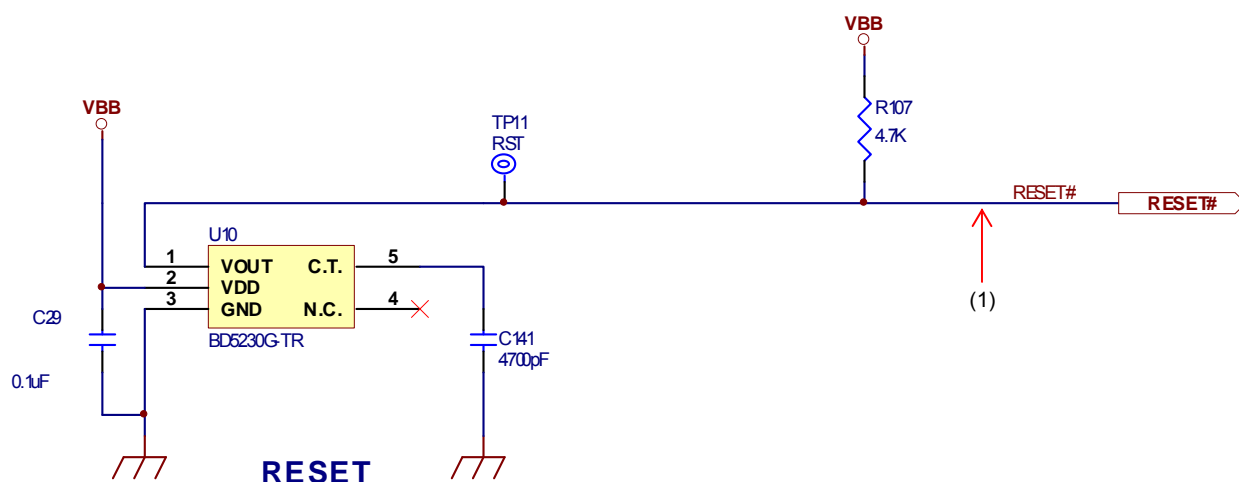 VBB
R107
4.7K
VBB
TP11
RST
RESET#
RESET#
U10
1
VOUT
C.T.
5
2
VDD
3
GND
N.C.
4
BD5230G-TR
C29
0.1uF
C141
4700pF
(1)
RESET